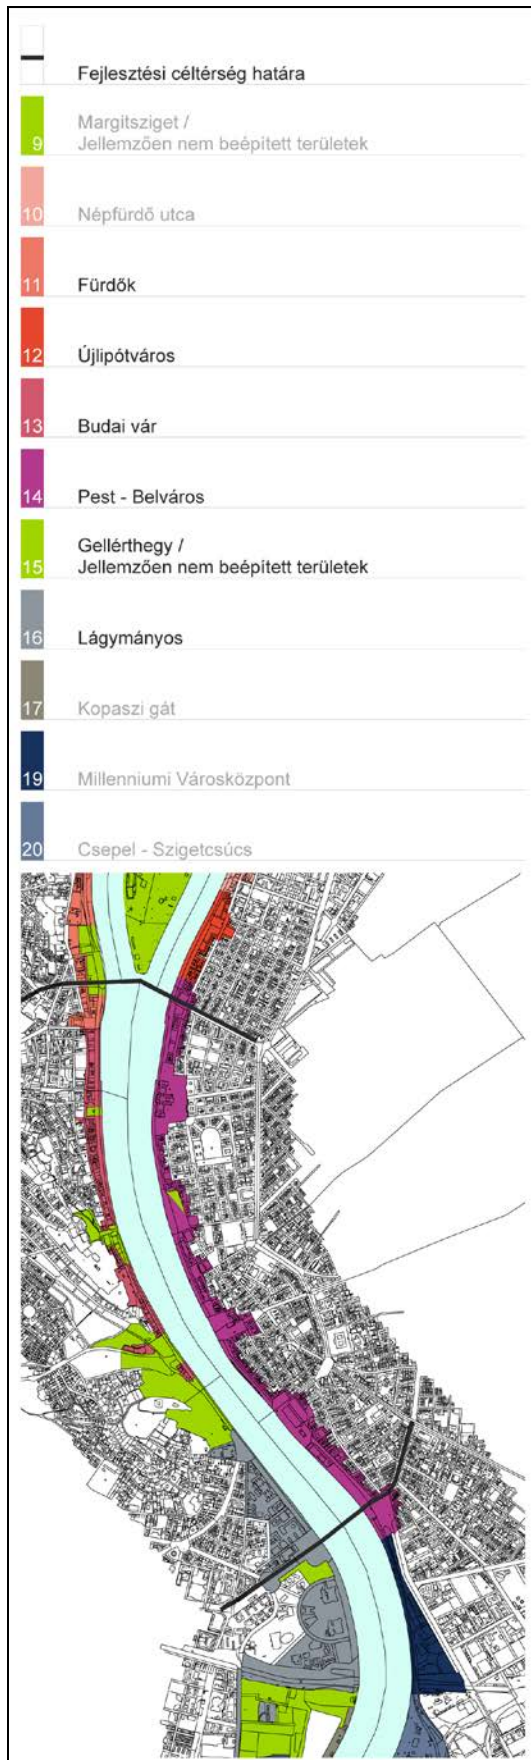 Fejlesztési céltérség határa
9
Margitsziget /
Jellemzően nem beépített területek
10
Népfürdő utca
11
Fürdők
12
Újlipótváros
13
Budai vár
14
Pest - Belváros
15
Gellérthegy /
Jellemzően nem beépített területek
16
Lágymányos
17
Kopaszi gát
19
Millenniumi Városközpont
20
Csepel - Szigetcsúcs